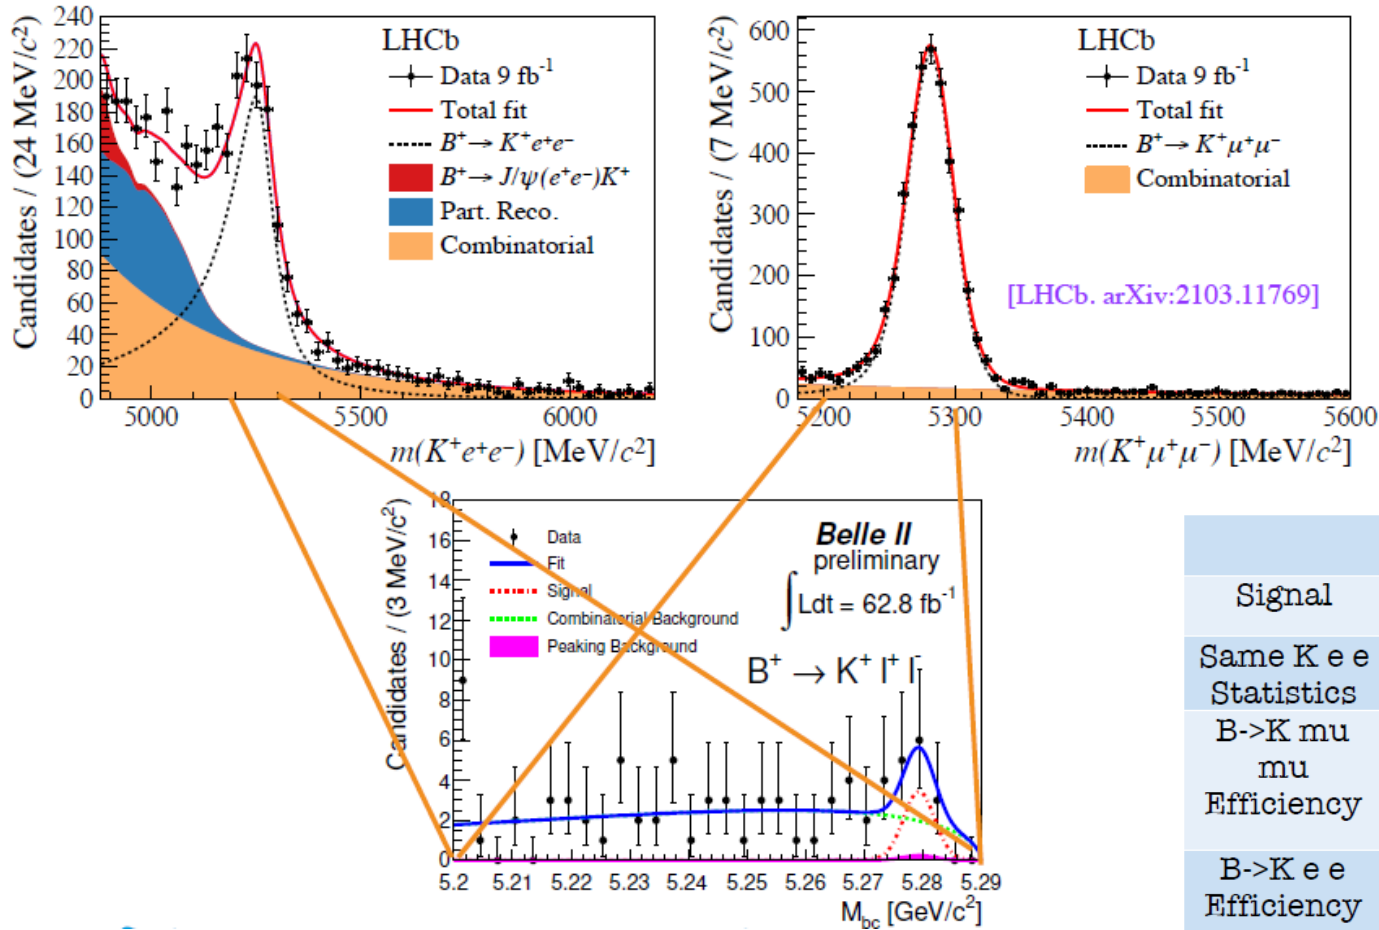 240
220
200
180
160
140
120
100
80
60
40
20
0
Candidates / (24 MeV/c²)
LHCb
Data 9 fb⁻¹
Total fit
B⁺→ K⁺e⁺e⁻
B⁺→ J/ψ(e⁺e⁻)K⁺
Part. Reco.
Combinatorial
5000 5500 6000
m(K⁺e⁺e⁻) [MeV/c²]
600
500
400
300
200
100
0
Candidates / (7 MeV/c²)
LHCb
Data 9 fb⁻¹
Total fit
B⁺→ K⁺μ⁺μ⁻
Combinatorial
[LHCb. arXiv:2103.11769]
5200 5300 5400 5500 5600
m(K⁺μ⁺μ⁻) [MeV/c²]
18
16
14
12
10
8
6
4
2
0
Candidates / (3 MeV/c²)
Data
Fit
Signal
Combinatorial Background
Peaking Background
Belle II
preliminary
∫Ldt = 62.8 fb⁻¹
B⁺ → K⁺ l⁺ l⁻
5.2 5.21 5.22 5.23 5.24 5.25 5.26 5.27 5.28 5.29
M_bc [GeV/c²]
Signal
Same K e e
Statistics
B->K mu
mu
Efficiency
B->K e e
Efficiency